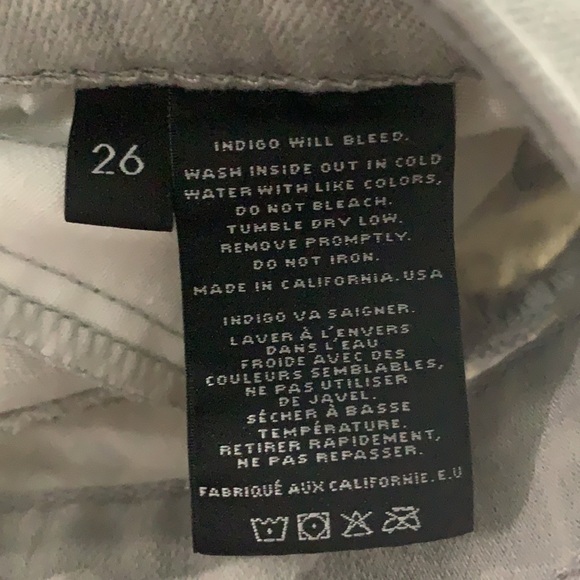 26
INDIGO WILL BLEED.
WASH INSIDE OUT IN COLD
WATER WITH LIKE COLORS,
DO NOT BLEACH.
TUMBLE DRY LOW.
REMOVE PROMPTLY.
DO NOT IRON.
MADE IN CALIFORNIA. USA
INDIGO VA SAIGNER.
LAVER À L'ENVERS
DANS L'EAU
FROIDE AVEC DES
COULEURS SEMBLABLES,
NE PAS UTILISER
DE JAVEL.
SÉCHER À BASSE
TEMPÉRATURE.
RETIRER RAPIDEMENT,
NE PAS REPASSER.
FABRIQUÉ AUX CALIFORNIE. E.U